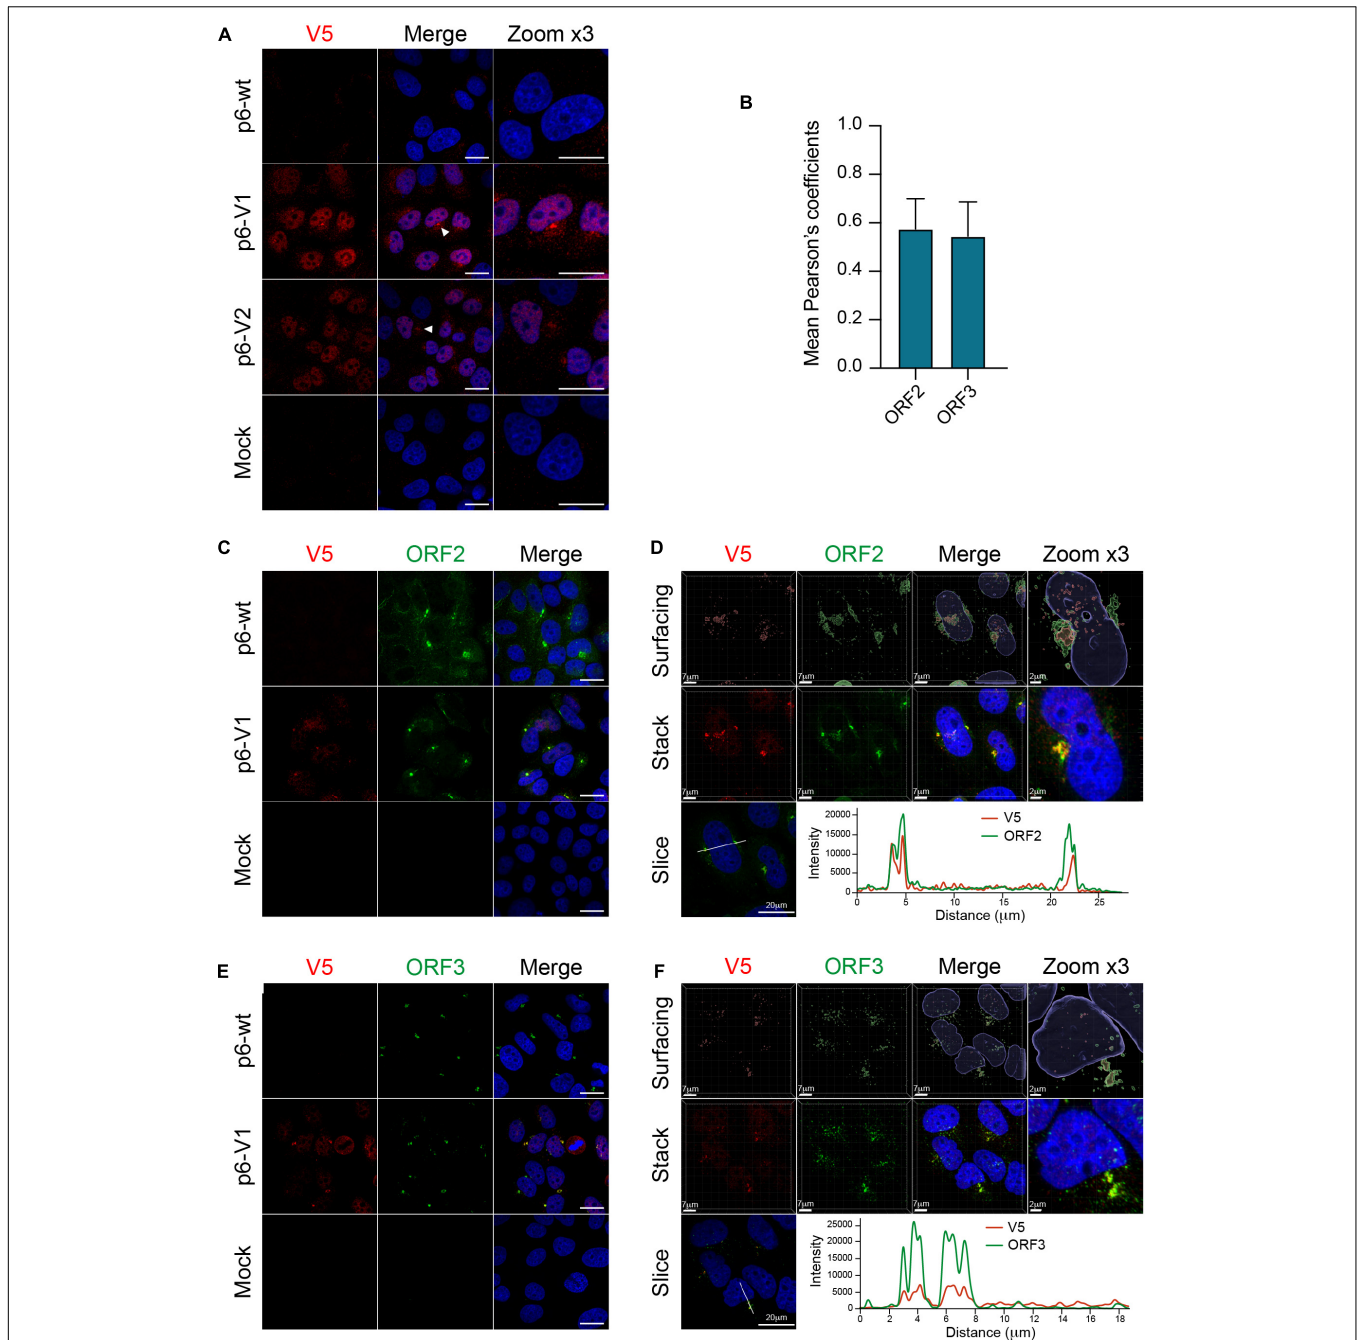 A
V5 Merge Zoom x3
p6-wt
p6-V1
p6-V2
Mock
B
Mean Pearson's coefficients
1.0
0.8
0.6
0.4
0.2
0.0
ORF2 ORF3
C
V5 ORF2 Merge
p6-wt
p6-V1
Mock
D
V5 ORF2 Merge Zoom x3
Surfacing
7µm 7µm 7µm 2µm
Stack
7µm 7µm 7µm 2µm
Slice
20µm
V5
ORF2
Intensity
20000
15000
10000
5000
0
0 5 10 15 20 25
Distance (µm)
E
V5 ORF3 Merge
p6-wt
p6-V1
Mock
F
V5 ORF3 Merge Zoom x3
Surfacing
7µm 7µm 7µm 2µm
Stack
7µm 7µm 7µm 2µm
Slice
20µm
V5
ORF3
Intensity
25000
20000
15000
10000
5000
0
0 2 4 6 8 10 12 14 16 18
Distance (µm)